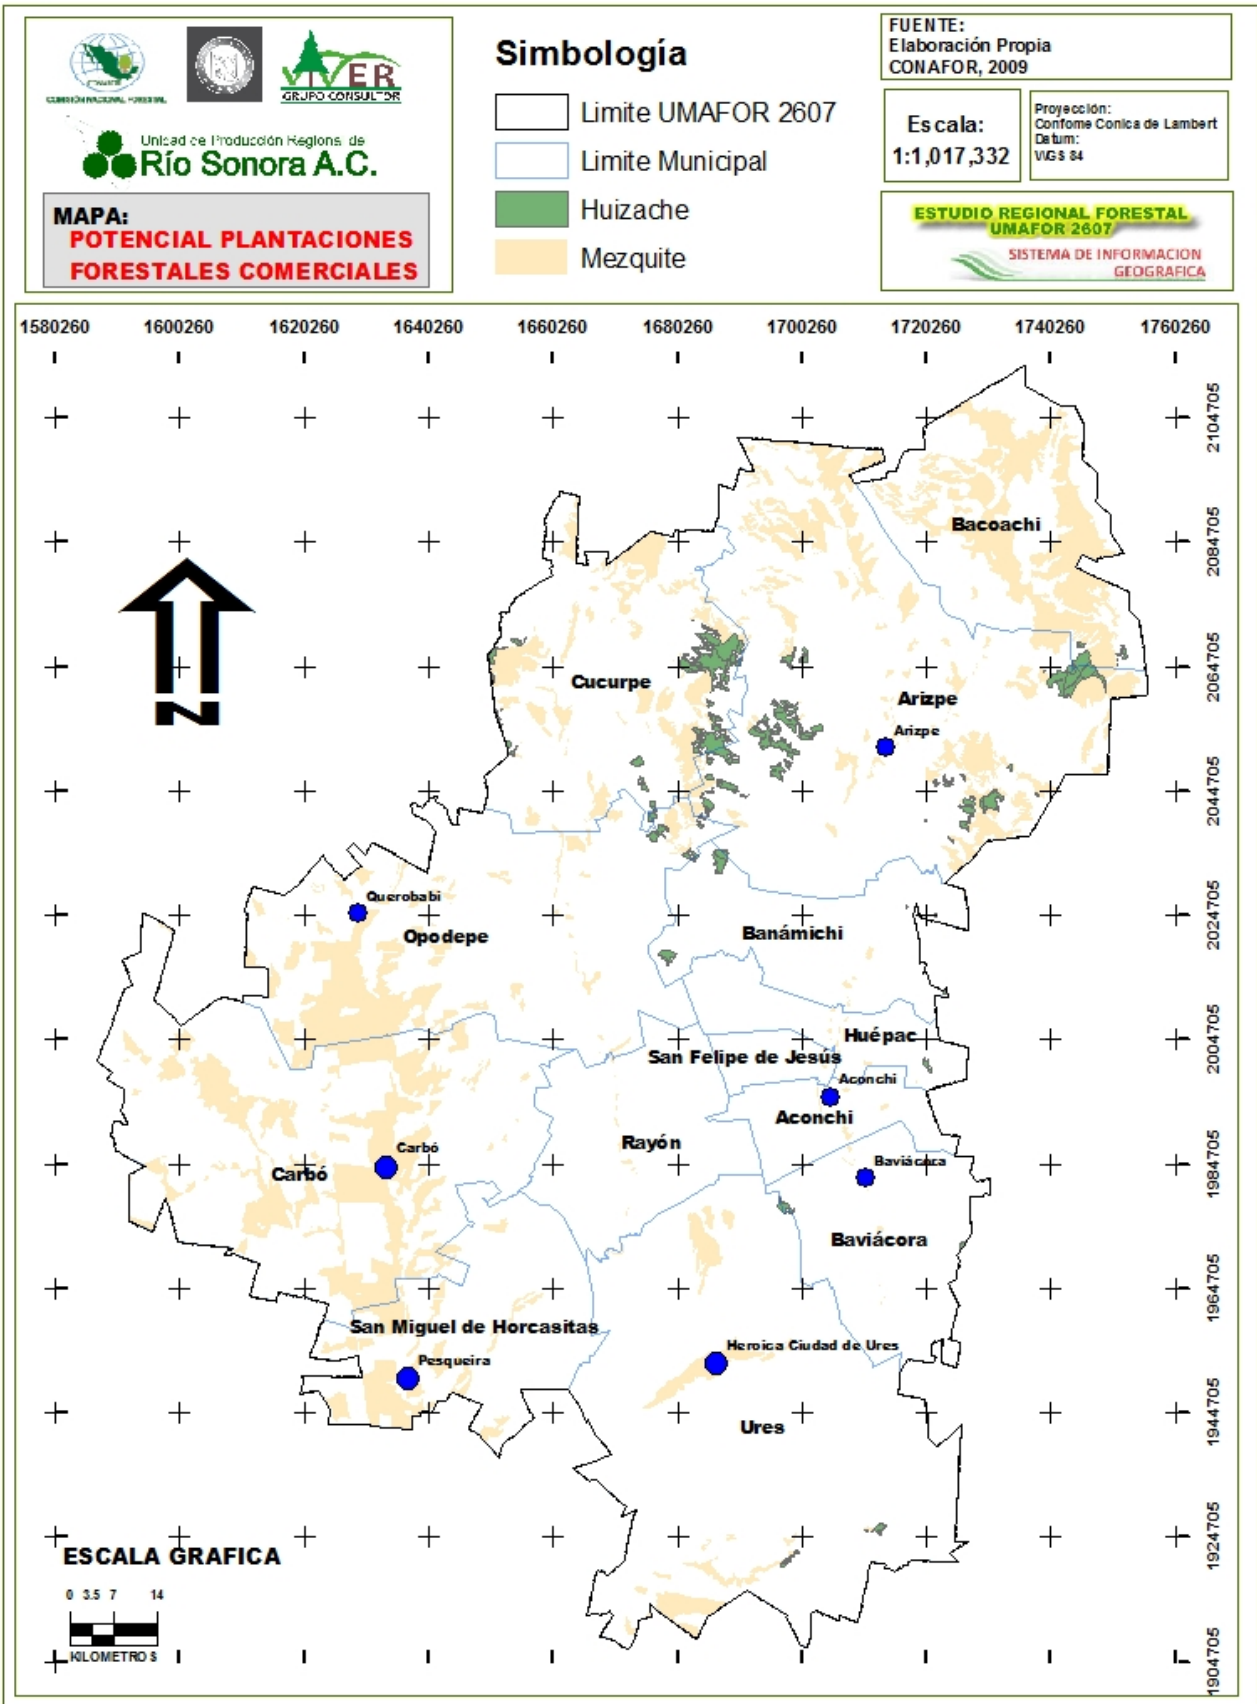 COMISIÓN NACIONAL FORESTAL
VIVER
GRUPO CONSULTOR
Unidad de Producción Regional de
Río Sonora A.C.
MAPA:
POTENCIAL PLANTACIONES
FORESTALES COMERCIALES
Simbología
Limite UMAFOR 2607
Limite Municipal
Huizache
Mezquite
FUENTE:
Elaboración Propia
CONAFOR, 2009
Escala:
1:1,017,332
Proyección:
Confome Conica de Lambert
Datum:
WGS 84
ESTUDIO REGIONAL FORESTAL
UMAFOR 2607
SISTEMA DE INFORMACION
GEOGRAFICA
1580260 1600260 1620260 1640260 1660260 1680260 1700260 1720260 1740260 1760260
2104705
Bacoachi
2084705
N
Cucurpe
2064705
Arizpe
Arizpe
2044705
Querobabi
Opodepe
Banámichi
2024705
Huépac
San Felipe de Jesús
2004705
Aconchi
Aconchi
Rayón
Carbó
Carbó
Baviácora
1984705
Baviácora
1964705
San Miguel de Horcasitas
Pesqueira
Heroica Ciudad de Ures
Ures
1944705
1924705
ESCALA GRAFICA
0 3.5 7 14
KILOMETROS
1904705